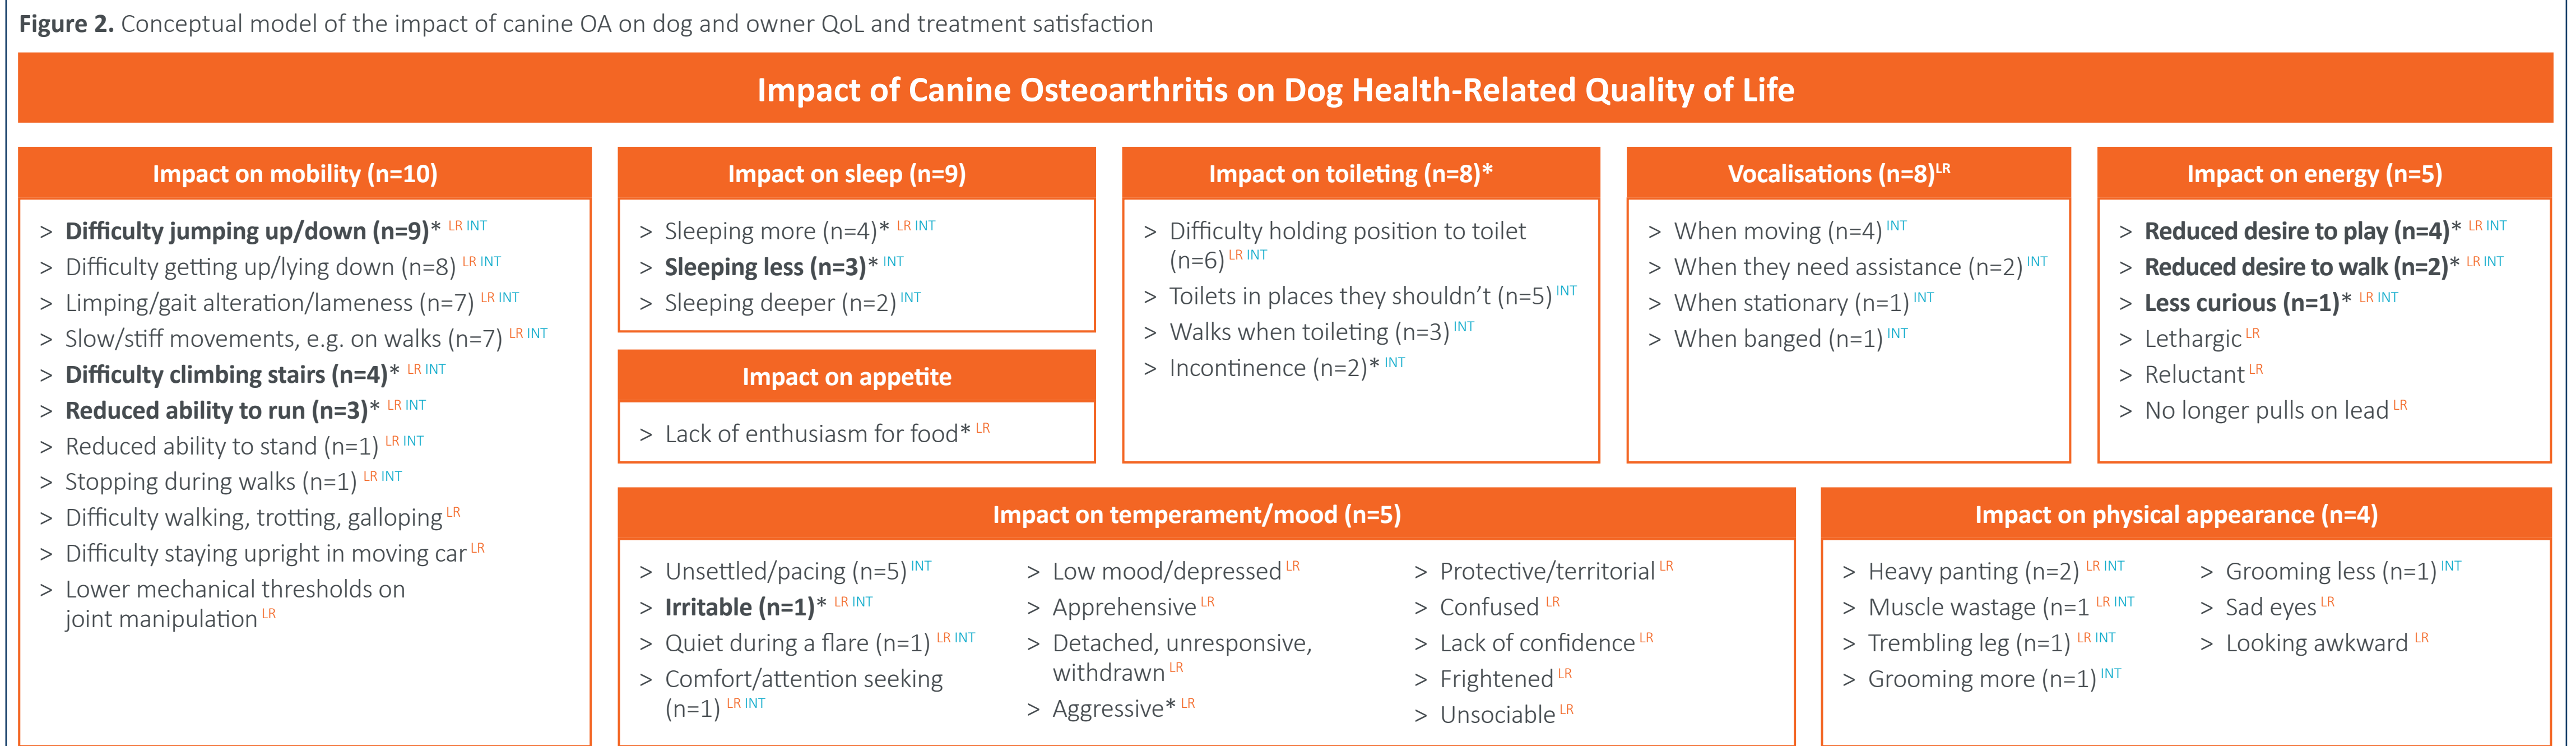 Figure 2. Conceptual model of the impact of canine OA on dog and owner QoL and treatment satisfaction
Impact of Canine Osteoarthritis on Dog Health-Related Quality of Life
Impact on mobility (n=10)
> Difficulty jumping up/down (n=9)* LR INT
> Difficulty getting up/lying down (n=8) LR INT
> Limping/gait alteration/lameness (n=7) LR INT
> Slow/stiff movements, e.g. on walks (n=7) LR INT
> Difficulty climbing stairs (n=4)* LR INT
> Reduced ability to run (n=3)* LR INT
> Reduced ability to stand (n=1) LR INT
> Stopping during walks (n=1) LR INT
> Difficulty walking, trotting, galloping LR
> Difficulty staying upright in moving car LR
> Lower mechanical thresholds on
joint manipulation LR
Impact on sleep (n=9)
> Sleeping more (n=4)* LR INT
> Sleeping less (n=3)* INT
> Sleeping deeper (n=2) INT
Impact on appetite
> Lack of enthusiasm for food* LR
Impact on toileting (n=8)*
> Difficulty holding position to toilet
(n=6) LR INT
> Toilets in places they shouldn't (n=5) INT
> Walks when toileting (n=3) INT
> Incontinence (n=2)* INT
Vocalisations (n=8) LR
> When moving (n=4) INT
> When they need assistance (n=2) INT
> When stationary (n=1) INT
> When banged (n=1) INT
Impact on energy (n=5)
> Reduced desire to play (n=4)* LR INT
> Reduced desire to walk (n=2)* LR INT
> Less curious (n=1)* LR INT
> Lethargic LR
> Reluctant LR
> No longer pulls on lead LR
Impact on temperament/mood (n=5)
> Unsettled/pacing (n=5) INT
> Irritable (n=1)* LR INT
> Quiet during a flare (n=1) LR INT
> Comfort/attention seeking
(n=1) LR INT
> Low mood/depressed LR
> Apprehensive LR
> Detached, unresponsive,
withdrawn LR
> Aggressive* LR
> Protective/territorial LR
> Confused LR
> Lack of confidence LR
> Frightened LR
> Unsociable LR
Impact on physical appearance (n=4)
> Heavy panting (n=2) LR INT
> Muscle wastage (n=1 LR INT
> Trembling leg (n=1) LR INT
> Grooming more (n=1) INT
> Grooming less (n=1) INT
> Sad eyes LR
> Looking awkward LR